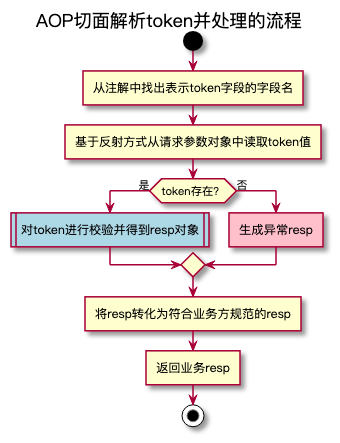 AOP切面解析token并处理的流程
从注解中找出表示token字段的字段名
基于反射方式从请求参数对象中读取token值
是
token存在?
否
对token进行校验并得到resp对象
生成异常resp
将resp转化为符合业务方规范的resp
返回业务resp